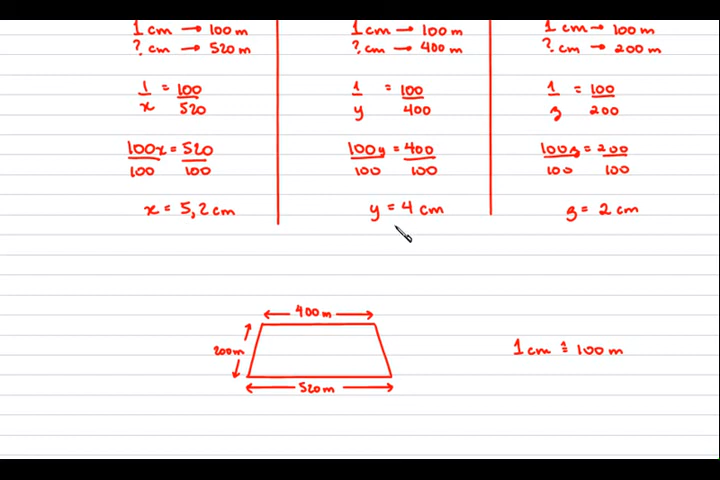 1 cm → 100 m
? cm → 520 m
1/x = 100/520
100x/100 = 520/100
x = 5,2 cm
1 cm → 100 m
? cm → 400 m
1/y = 100/400
100y/100 = 400/100
y = 4 cm
1 cm → 100 m
? cm → 200 m
1/z = 100/200
100z/100 = 200/100
z = 2 cm
400 m
200m
520 m
1 cm ≙ 100 m